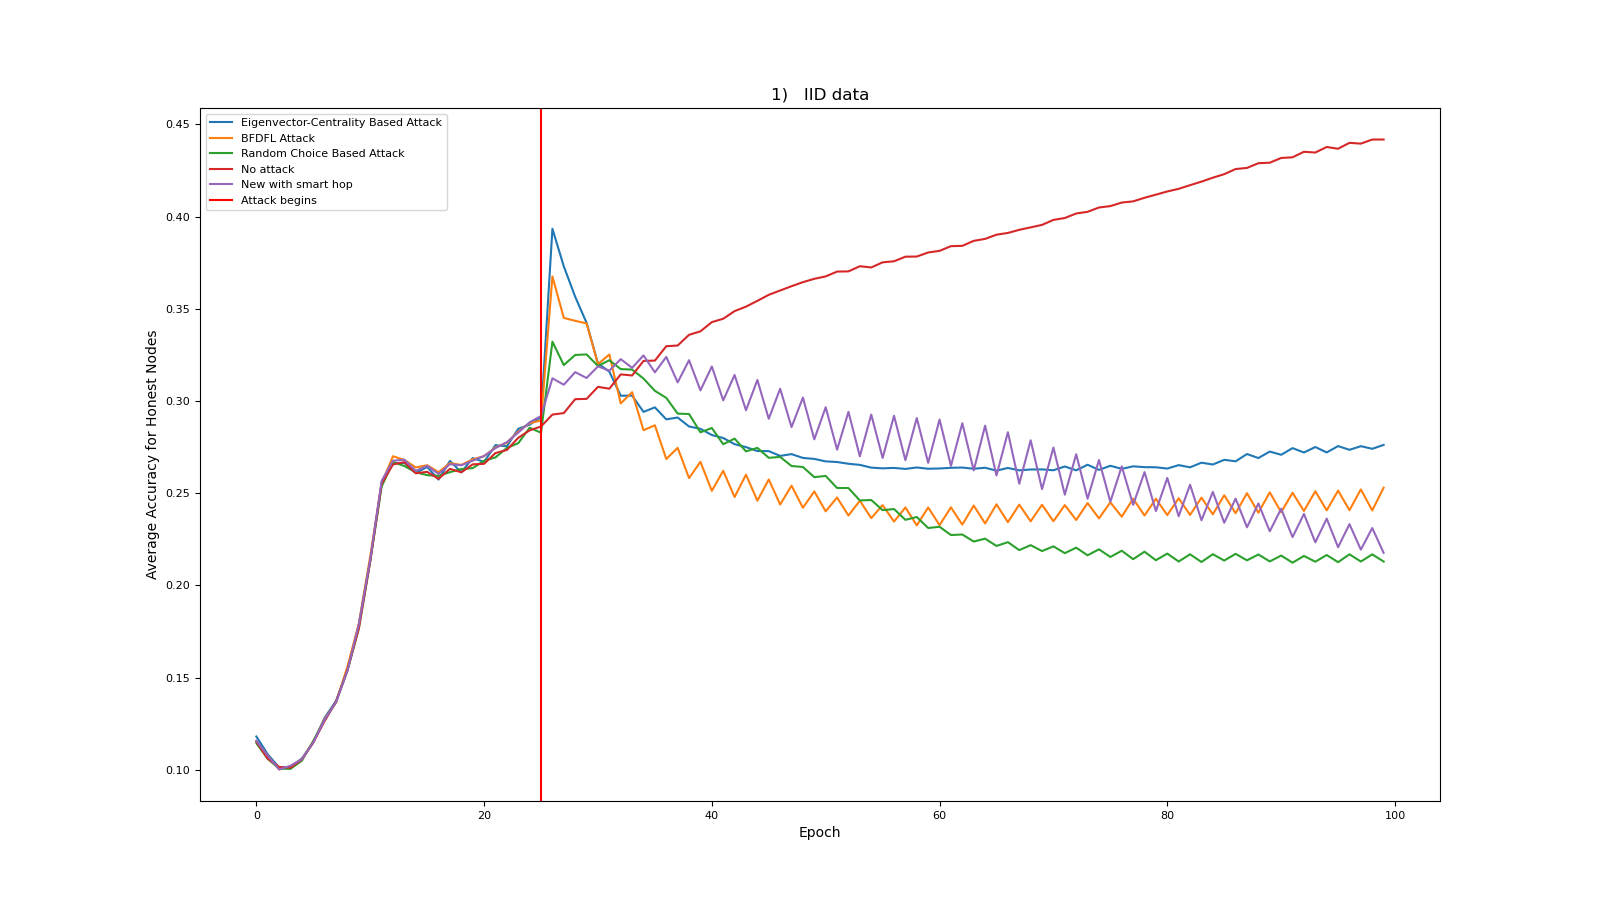 1) IID data
Eigenvector-Centrality Based Attack
BFDFL Attack
Random Choice Based Attack
No attack
New with smart hop
Attack begins
0.45
0.40
0.35
0.30
0.25
0.20
0.15
0.10
Average Accuracy for Honest Nodes
0 20 40 60 80 100
Epoch